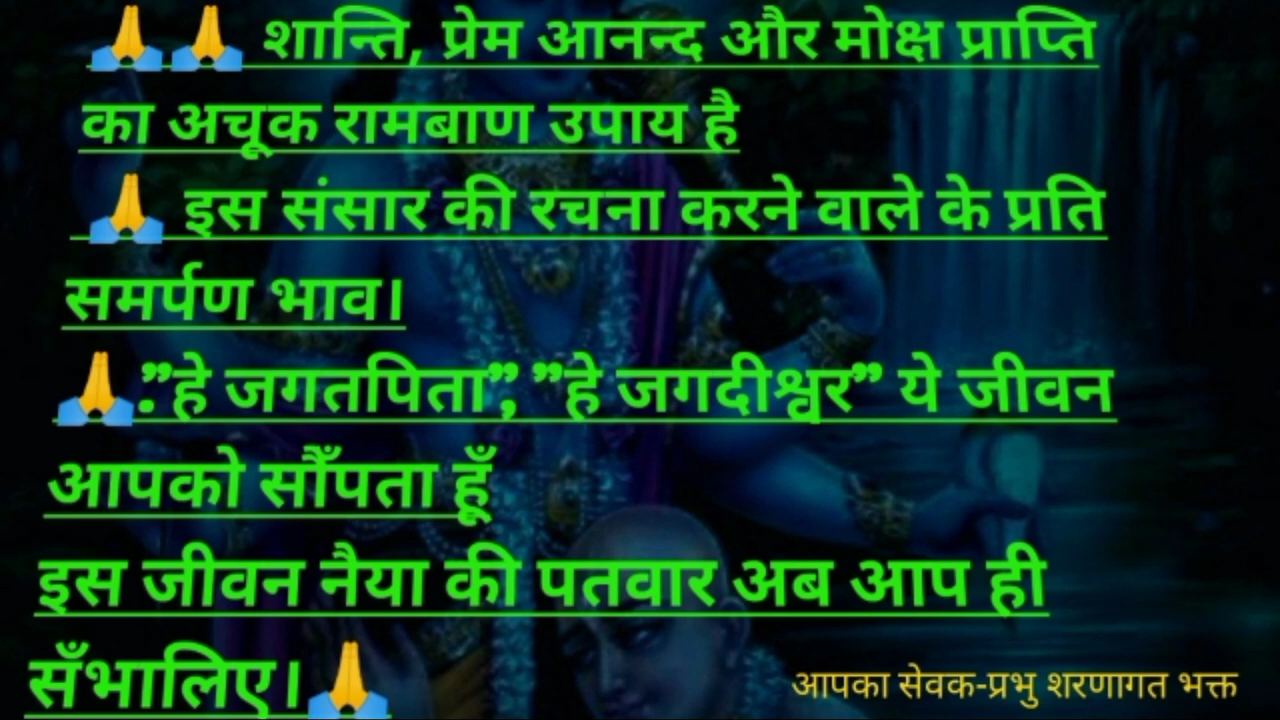 🙏🙏 शान्ति, प्रेम आनन्द और मोक्ष प्राप्ति
का अचूक रामबाण उपाय है
🙏 इस संसार की रचना करने वाले के प्रति
समर्पण भाव।
🙏.”हे जगतपिता”, ”हे जगदीश्वर” ये जीवन
आपको सौँपता हूँ
इस जीवन नैया की पतवार अब आप ही
सँभालिए।🙏
आपका सेवक-प्रभु शरणागत भक्त